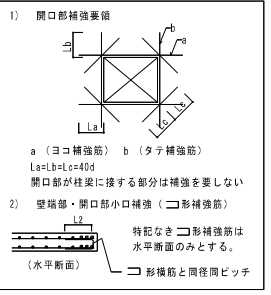 1) 開口部補強要領
b
a
Lb
La
Lc
Lc
a (ヨコ補強筋) b (タテ補強筋)
La=Lb=Lc=40d
開口部が柱梁に接する部分は補強を要しない
2) 壁端部・開口部小口補強 (コ形補強筋)
L2
特記なきコ形補強筋は
水平断面のみとする。
(水平断面)
コ形横筋と同径同ピッチ